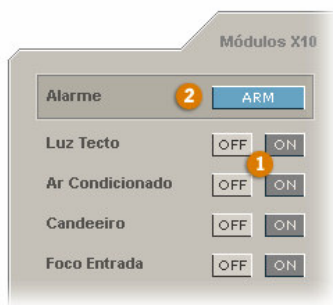 Módulos X10
Alarme 2 ARM
Luz Tecto OFF ON
1
Ar Condicionado OFF ON
Candeeiro OFF ON
Foco Entrada OFF ON